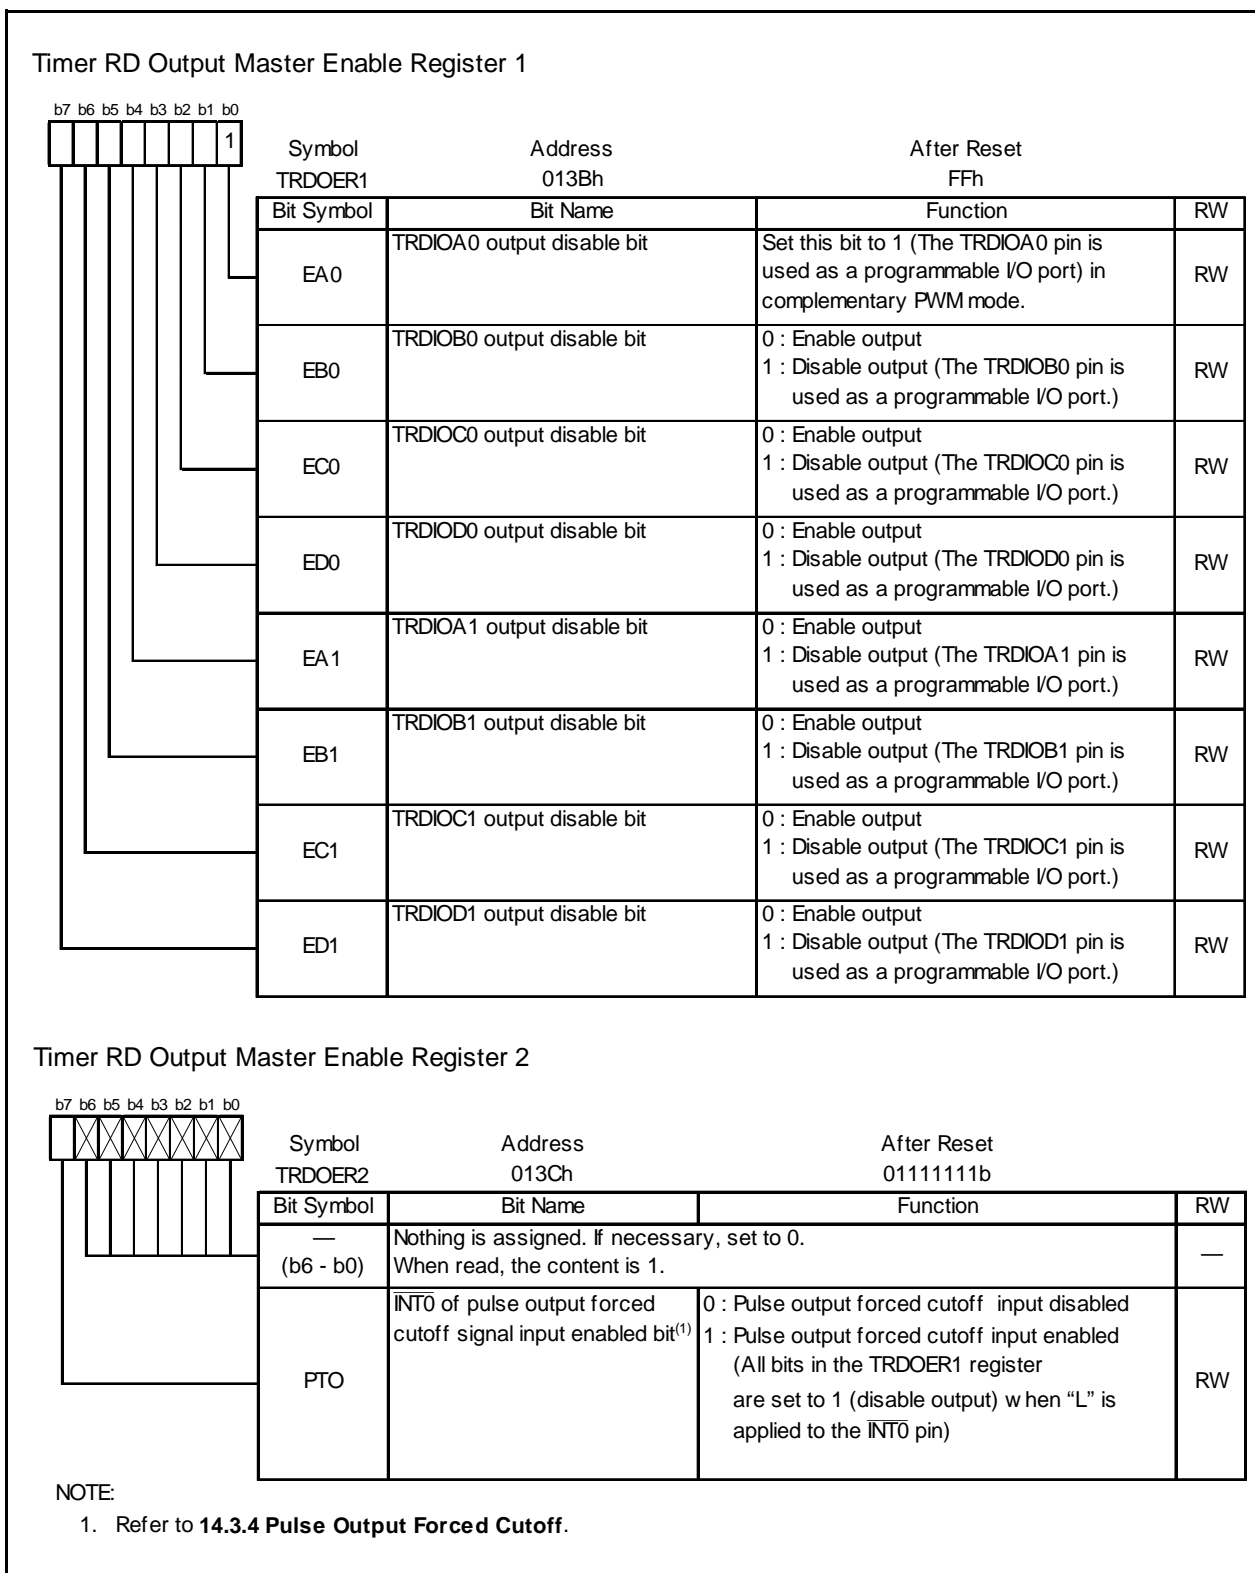 Timer RD Output Master Enable Register 1
b7 b6 b5 b4 b3 b2 b1 b0
1
Symbol Address After Reset
TRDOER1 013Bh FFh
Bit Symbol Bit Name Function RW
EA0 TRDIOA0 output disable bit Set this bit to 1 (The TRDIOA0 pin is
used as a programmable I/O port) in
complementary PWM mode. RW
EB0 TRDIOB0 output disable bit 0 : Enable output
1 : Disable output (The TRDIOB0 pin is
used as a programmable I/O port.) RW
EC0 TRDIOC0 output disable bit 0 : Enable output
1 : Disable output (The TRDIOC0 pin is
used as a programmable I/O port.) RW
ED0 TRDIOD0 output disable bit 0 : Enable output
1 : Disable output (The TRDIOD0 pin is
used as a programmable I/O port.) RW
EA1 TRDIOA1 output disable bit 0 : Enable output
1 : Disable output (The TRDIOA1 pin is
used as a programmable I/O port.) RW
EB1 TRDIOB1 output disable bit 0 : Enable output
1 : Disable output (The TRDIOB1 pin is
used as a programmable I/O port.) RW
EC1 TRDIOC1 output disable bit 0 : Enable output
1 : Disable output (The TRDIOC1 pin is
used as a programmable I/O port.) RW
ED1 TRDIOD1 output disable bit 0 : Enable output
1 : Disable output (The TRDIOD1 pin is
used as a programmable I/O port.) RW
Timer RD Output Master Enable Register 2
b7 b6 b5 b4 b3 b2 b1 b0
Symbol Address After Reset
TRDOER2 013Ch 01111111b
Bit Symbol Bit Name Function RW
— Nothing is assigned. If necessary, set to 0. —
(b6 - b0) When read, the content is 1.
PTO INT0 of pulse output forced
cutoff signal input enabled bit(1) 0 : Pulse output forced cutoff input disabled
1 : Pulse output forced cutoff input enabled
(All bits in the TRDOER1 register
are set to 1 (disable output) when “L” is
applied to the INT0 pin) RW
NOTE:
1. Refer to 14.3.4 Pulse Output Forced Cutoff.